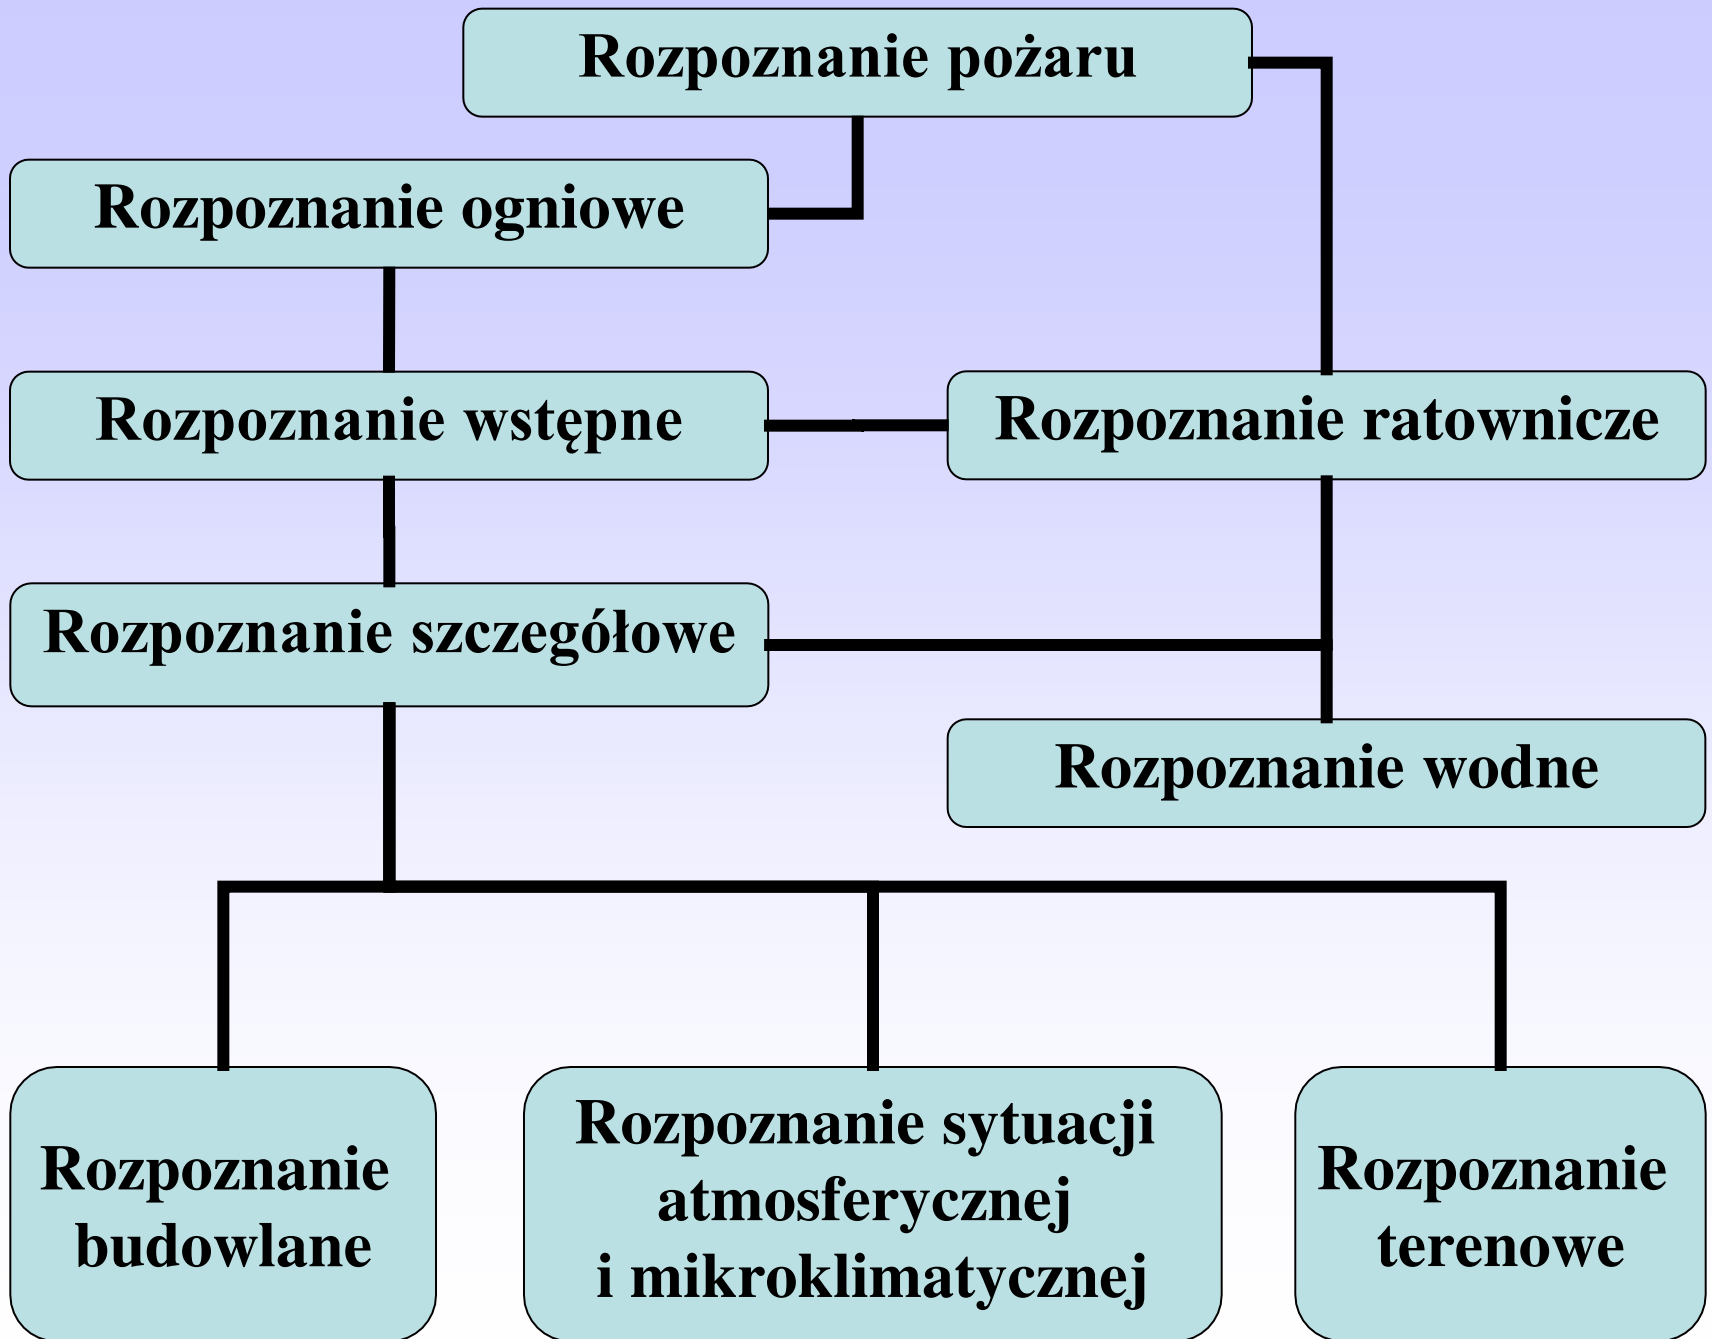 Rozpoznanie pożaru
Rozpoznanie ogniowe
Rozpoznanie wstępne
Rozpoznanie ratownicze
Rozpoznanie szczegółowe
Rozpoznanie wodne
Rozpoznanie
budowlane
Rozpoznanie sytuacji
atmosferycznej
i mikroklimatycznej
Rozpoznanie
terenowe